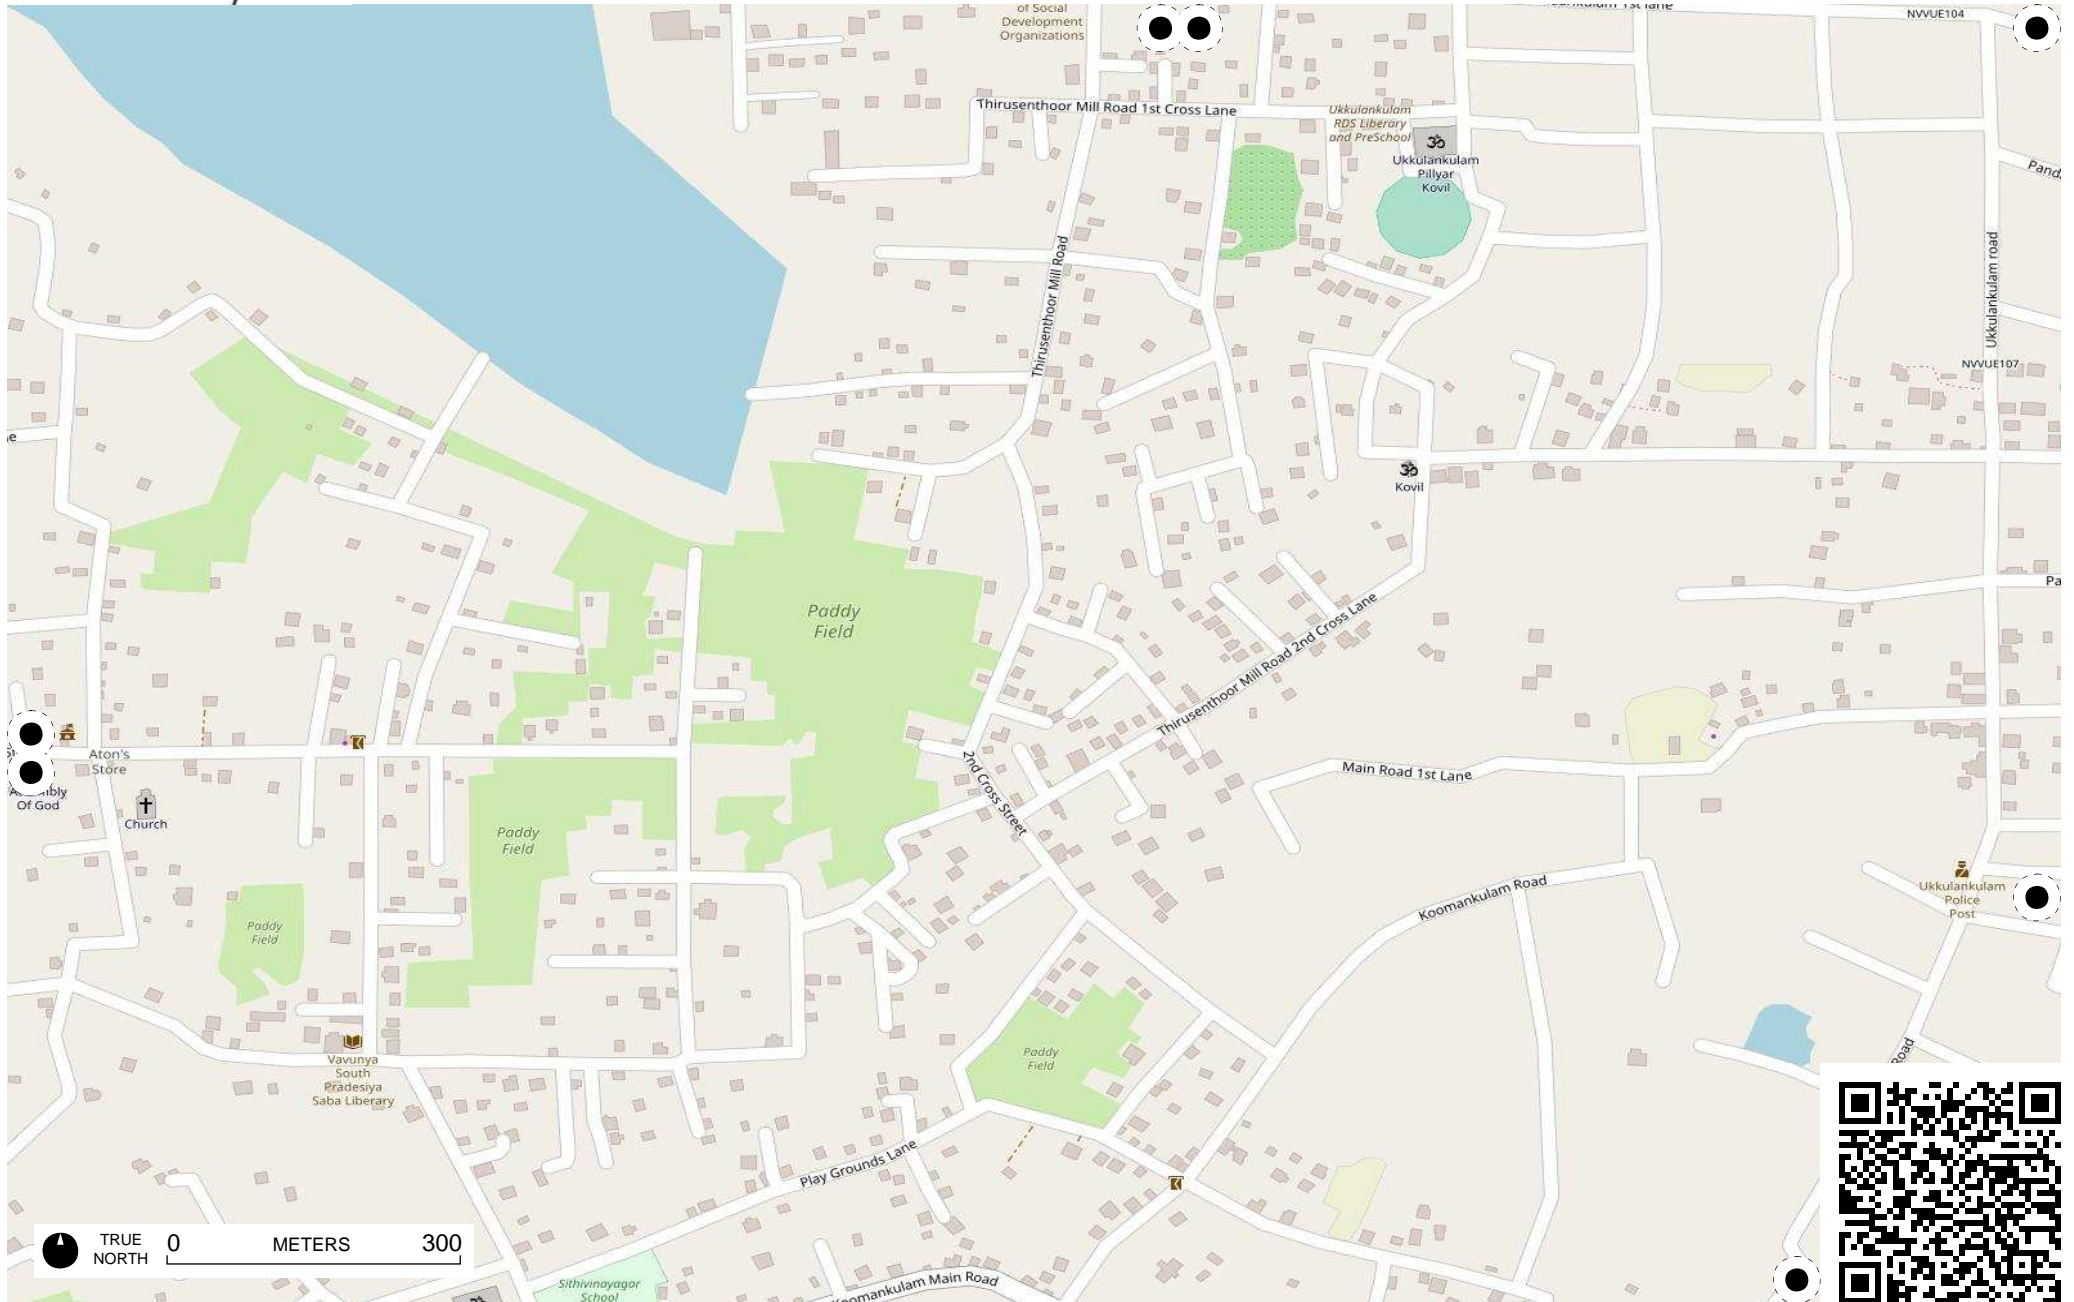 of Social
Development
Organizations
NVVUE104
Thirusenthoor Mill Road 1st Cross Lane
Ukkulankulam
RDS Liberary
and PreSchool
Ukkulankulam
Pillyar
Kovil
Thirusenthoor Mill Road
Ukkulankulam road
NVVUE107
Kovil
Paddy
Field
Thirusenthoor Mill Road 2nd Cross Lane
Aton's
Store
2nd Cross Street
Main Road 1st Lane
Of God
Church
Paddy
Field
Koomankulam Road
Ukkulankulam
Police
Post
Paddy
Field
Vavunya
South
Pradesiya
Saba Liberary
Paddy
Field
Road
Play Grounds Lane
TRUE
NORTH
0 METERS 300
Sithivinayagar
School
Koomankulam Main Road